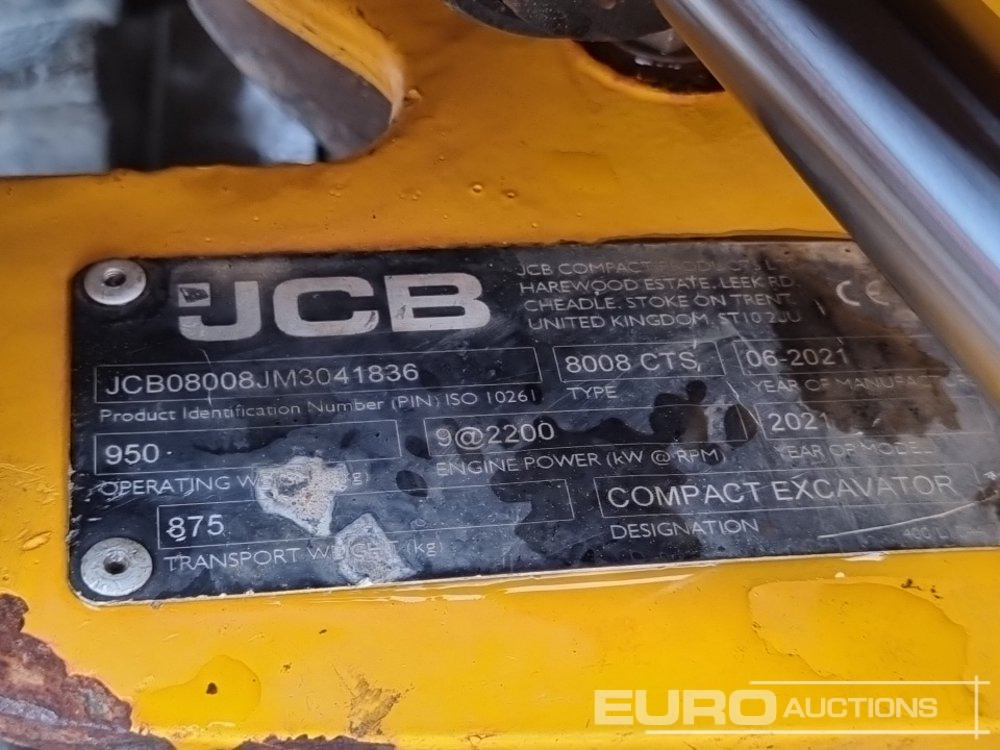 JCB
JCB COMPACT
HAREWOOD ESTATE, LEEK RD.
CHEADLE, STOKE ON TRENT,
UNITED KINGDOM, ST10 2JU
CE
JCB08008JM3041836
Product Identification Number (PIN) ISO 10261
8008 CTS,
TYPE
06-2021
YEAR OF MANUFACTURE
950
OPERATING WEIGHT (kg)
9@2200
ENGINE POWER (kW @ RPM)
2021
YEAR OF MODEL
875
TRANSPORT WEIGHT (kg)
COMPACT EXCAVATOR
DESIGNATION
EURO AUCTIONS